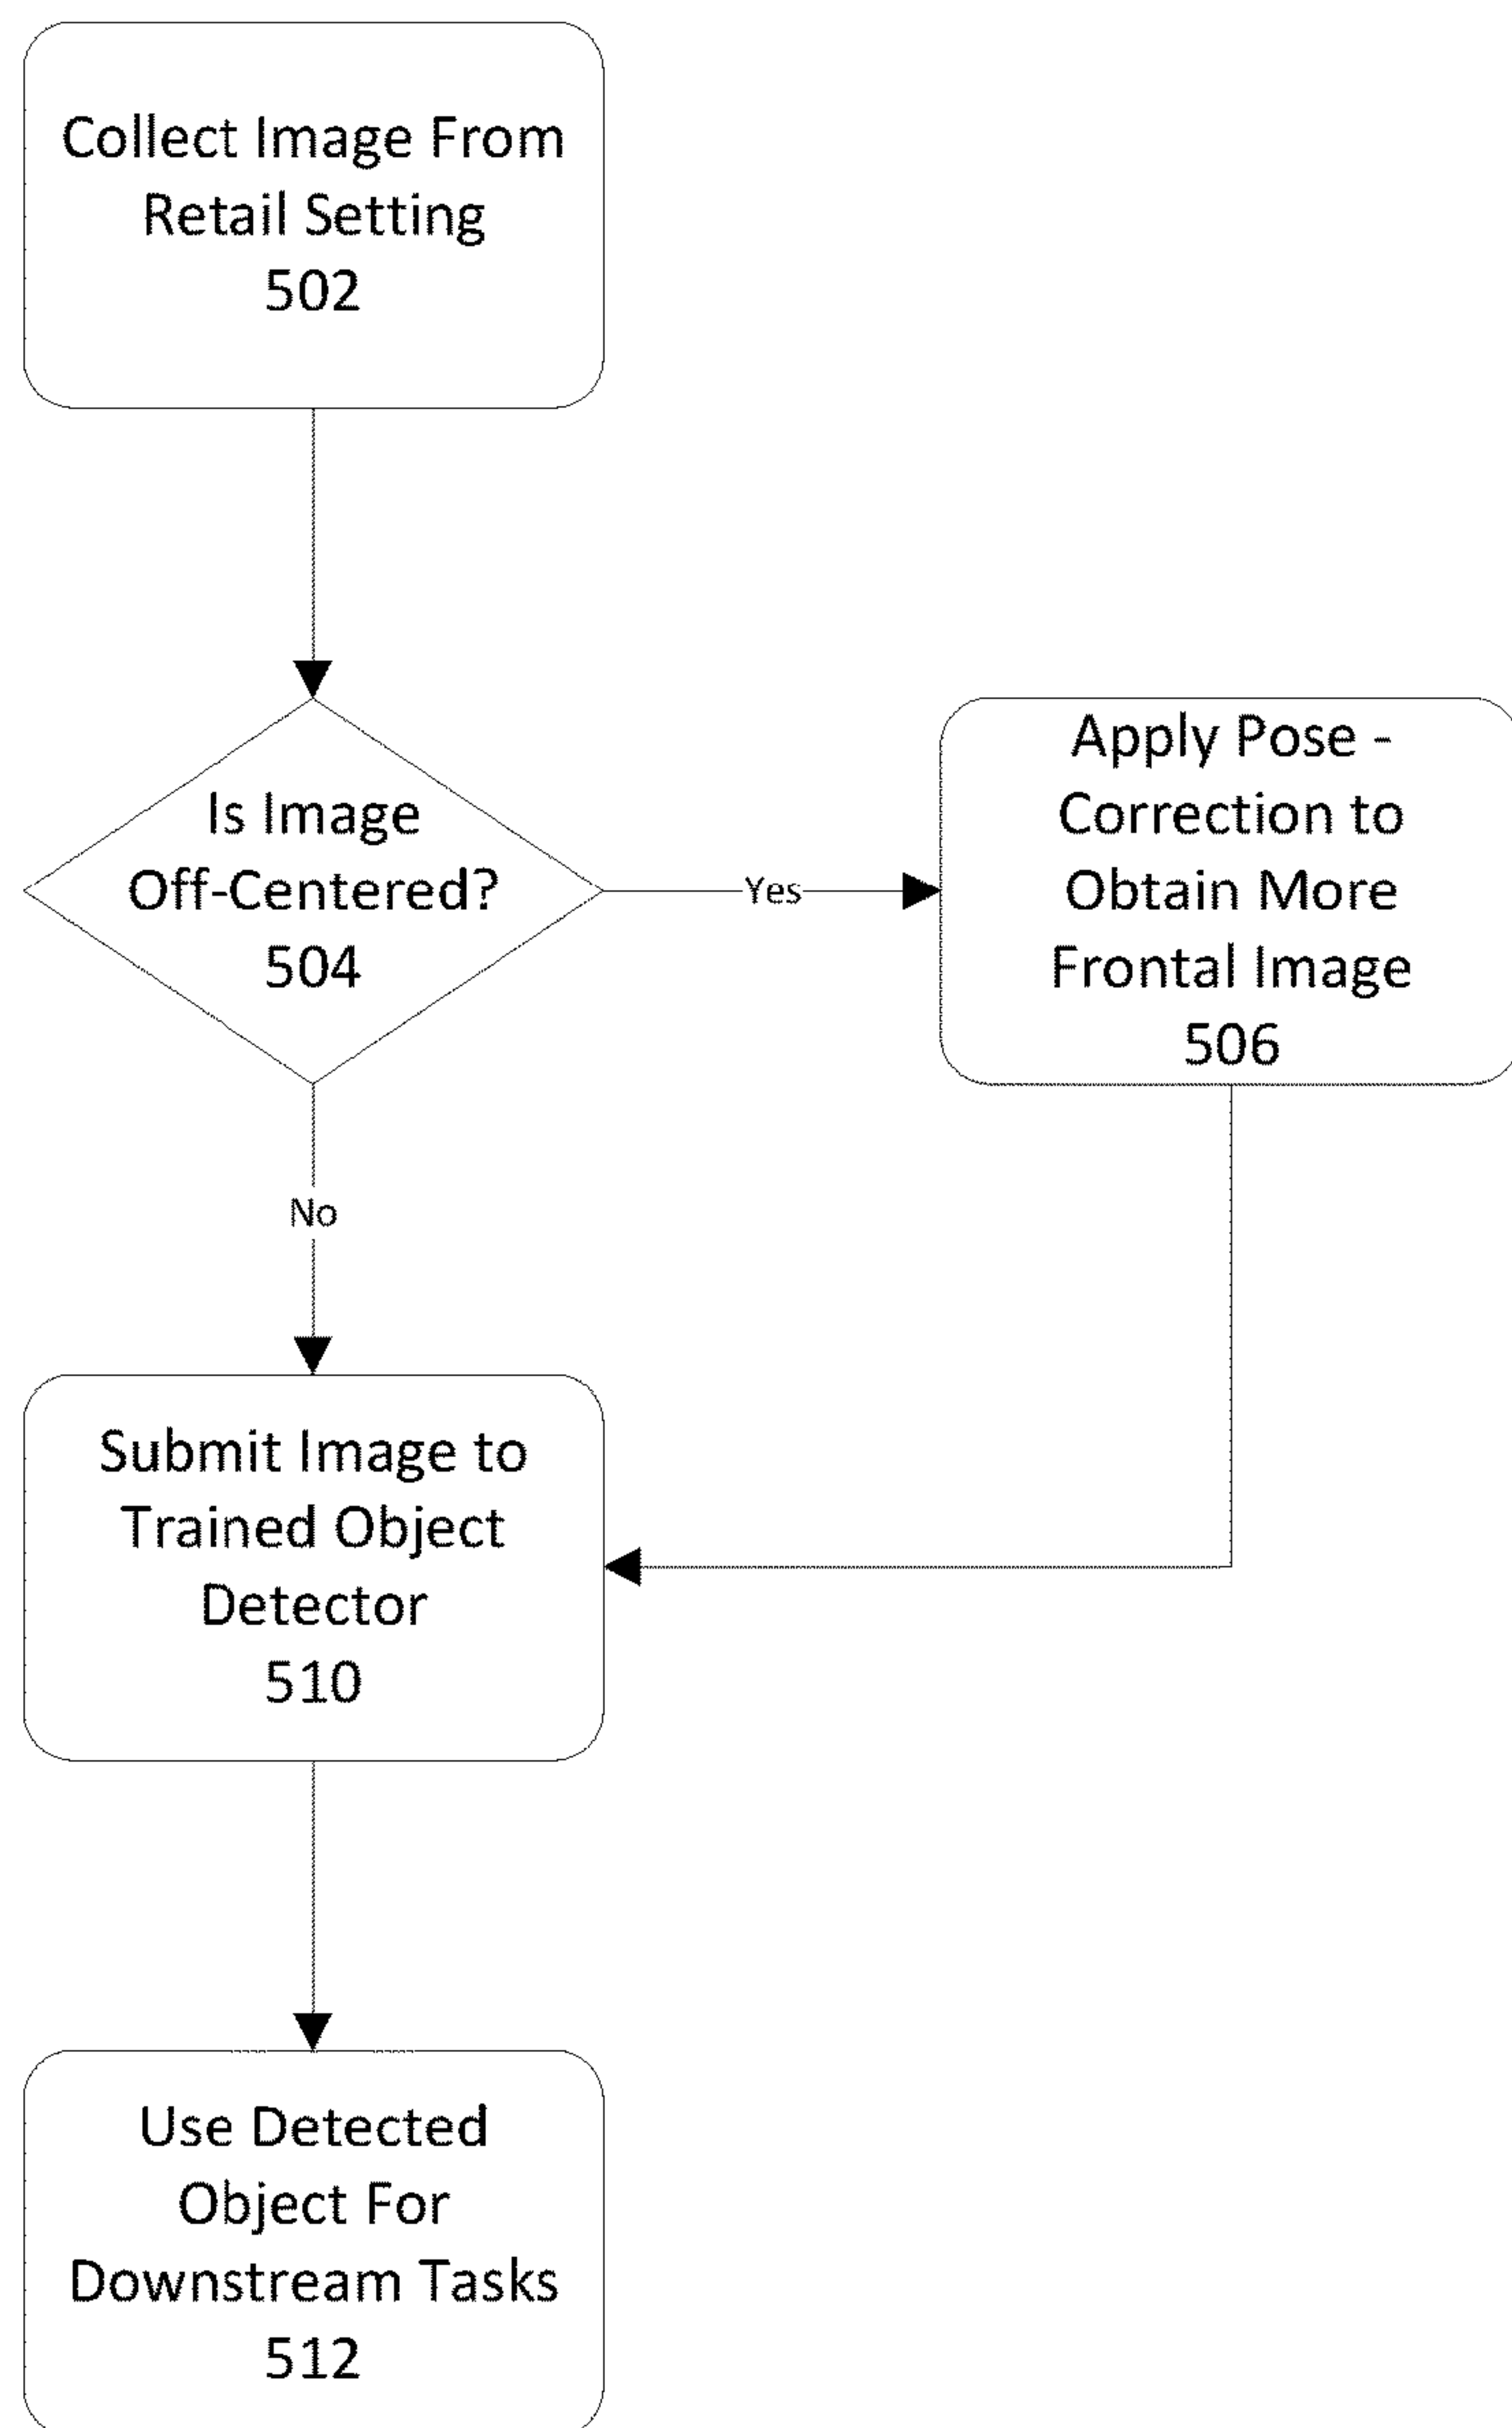 Collect Image From
Retail Setting
502
Is Image
Off-Centered?
504
Yes
Apply Pose -
Correction to
Obtain More
Frontal Image
506
No
Submit Image to
Trained Object
Detector
510
Use Detected
Object For
Downstream Tasks
512